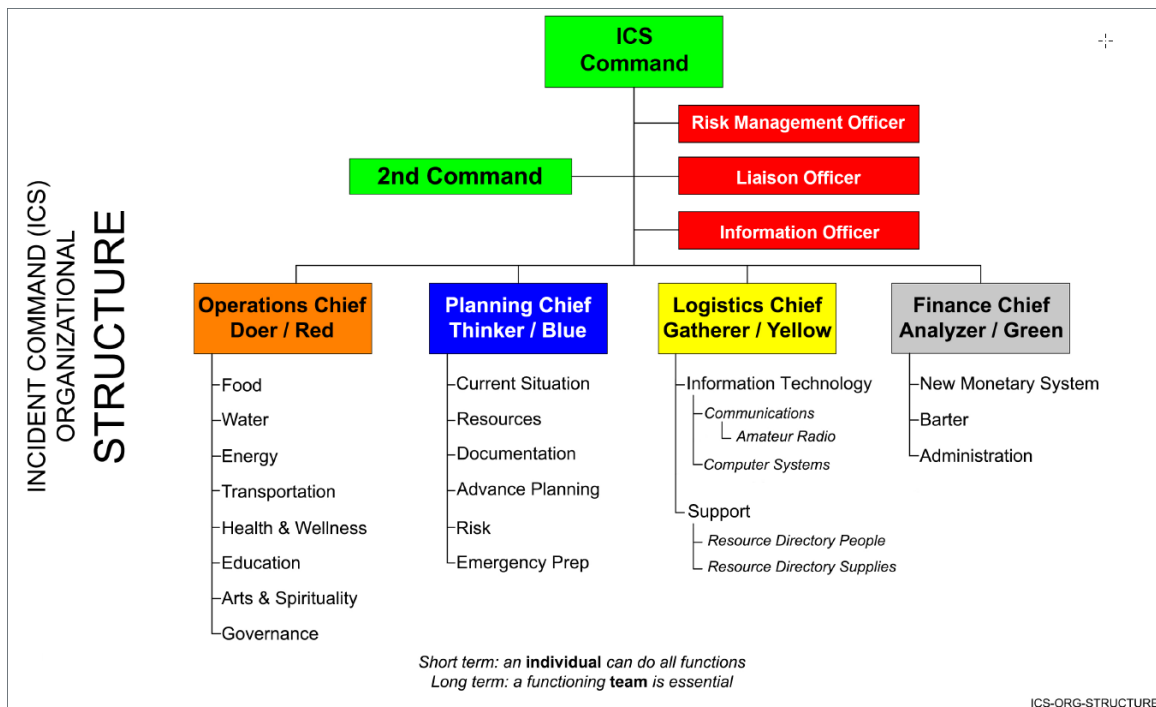 INCIDENT COMMAND (ICS)
ORGANIZATIONAL
STRUCTURE
ICS
Command
Risk Management Officer
2nd Command
Liaison Officer
Information Officer
Operations Chief
Doer / Red
Food
Water
Energy
Transportation
Health & Wellness
Education
Arts & Spirituality
Governance
Planning Chief
Thinker / Blue
Current Situation
Resources
Documentation
Advance Planning
Risk
Emergency Prep
Logistics Chief
Gatherer / Yellow
Information Technology
Communications
Amateur Radio
Computer Systems
Support
Resource Directory People
Resource Directory Supplies
Finance Chief
Analyzer / Green
New Monetary System
Barter
Administration
Short term: an individual can do all functions
Long term: a functioning team is essential
ICS-ORG-STRUCTURE